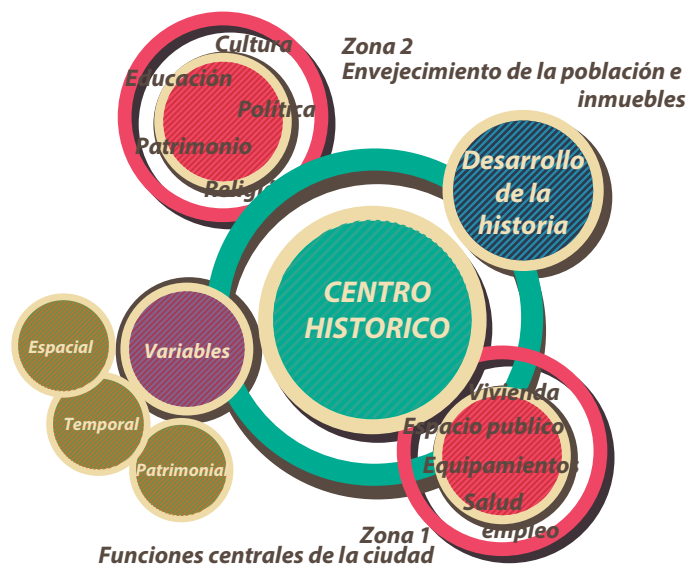 Cultura
Educación
Política
Patrimonio
Zona 2
Envejecimiento de la población e
inmuebles
Desarrollo
de la
historia
CENTRO
HISTORICO
Variables
Espacial
Temporal
Patrimonial
Vivienda
Espacio publico
Equipamientos
Salud
empleo
Zona 1
Funciones centrales de la ciudad